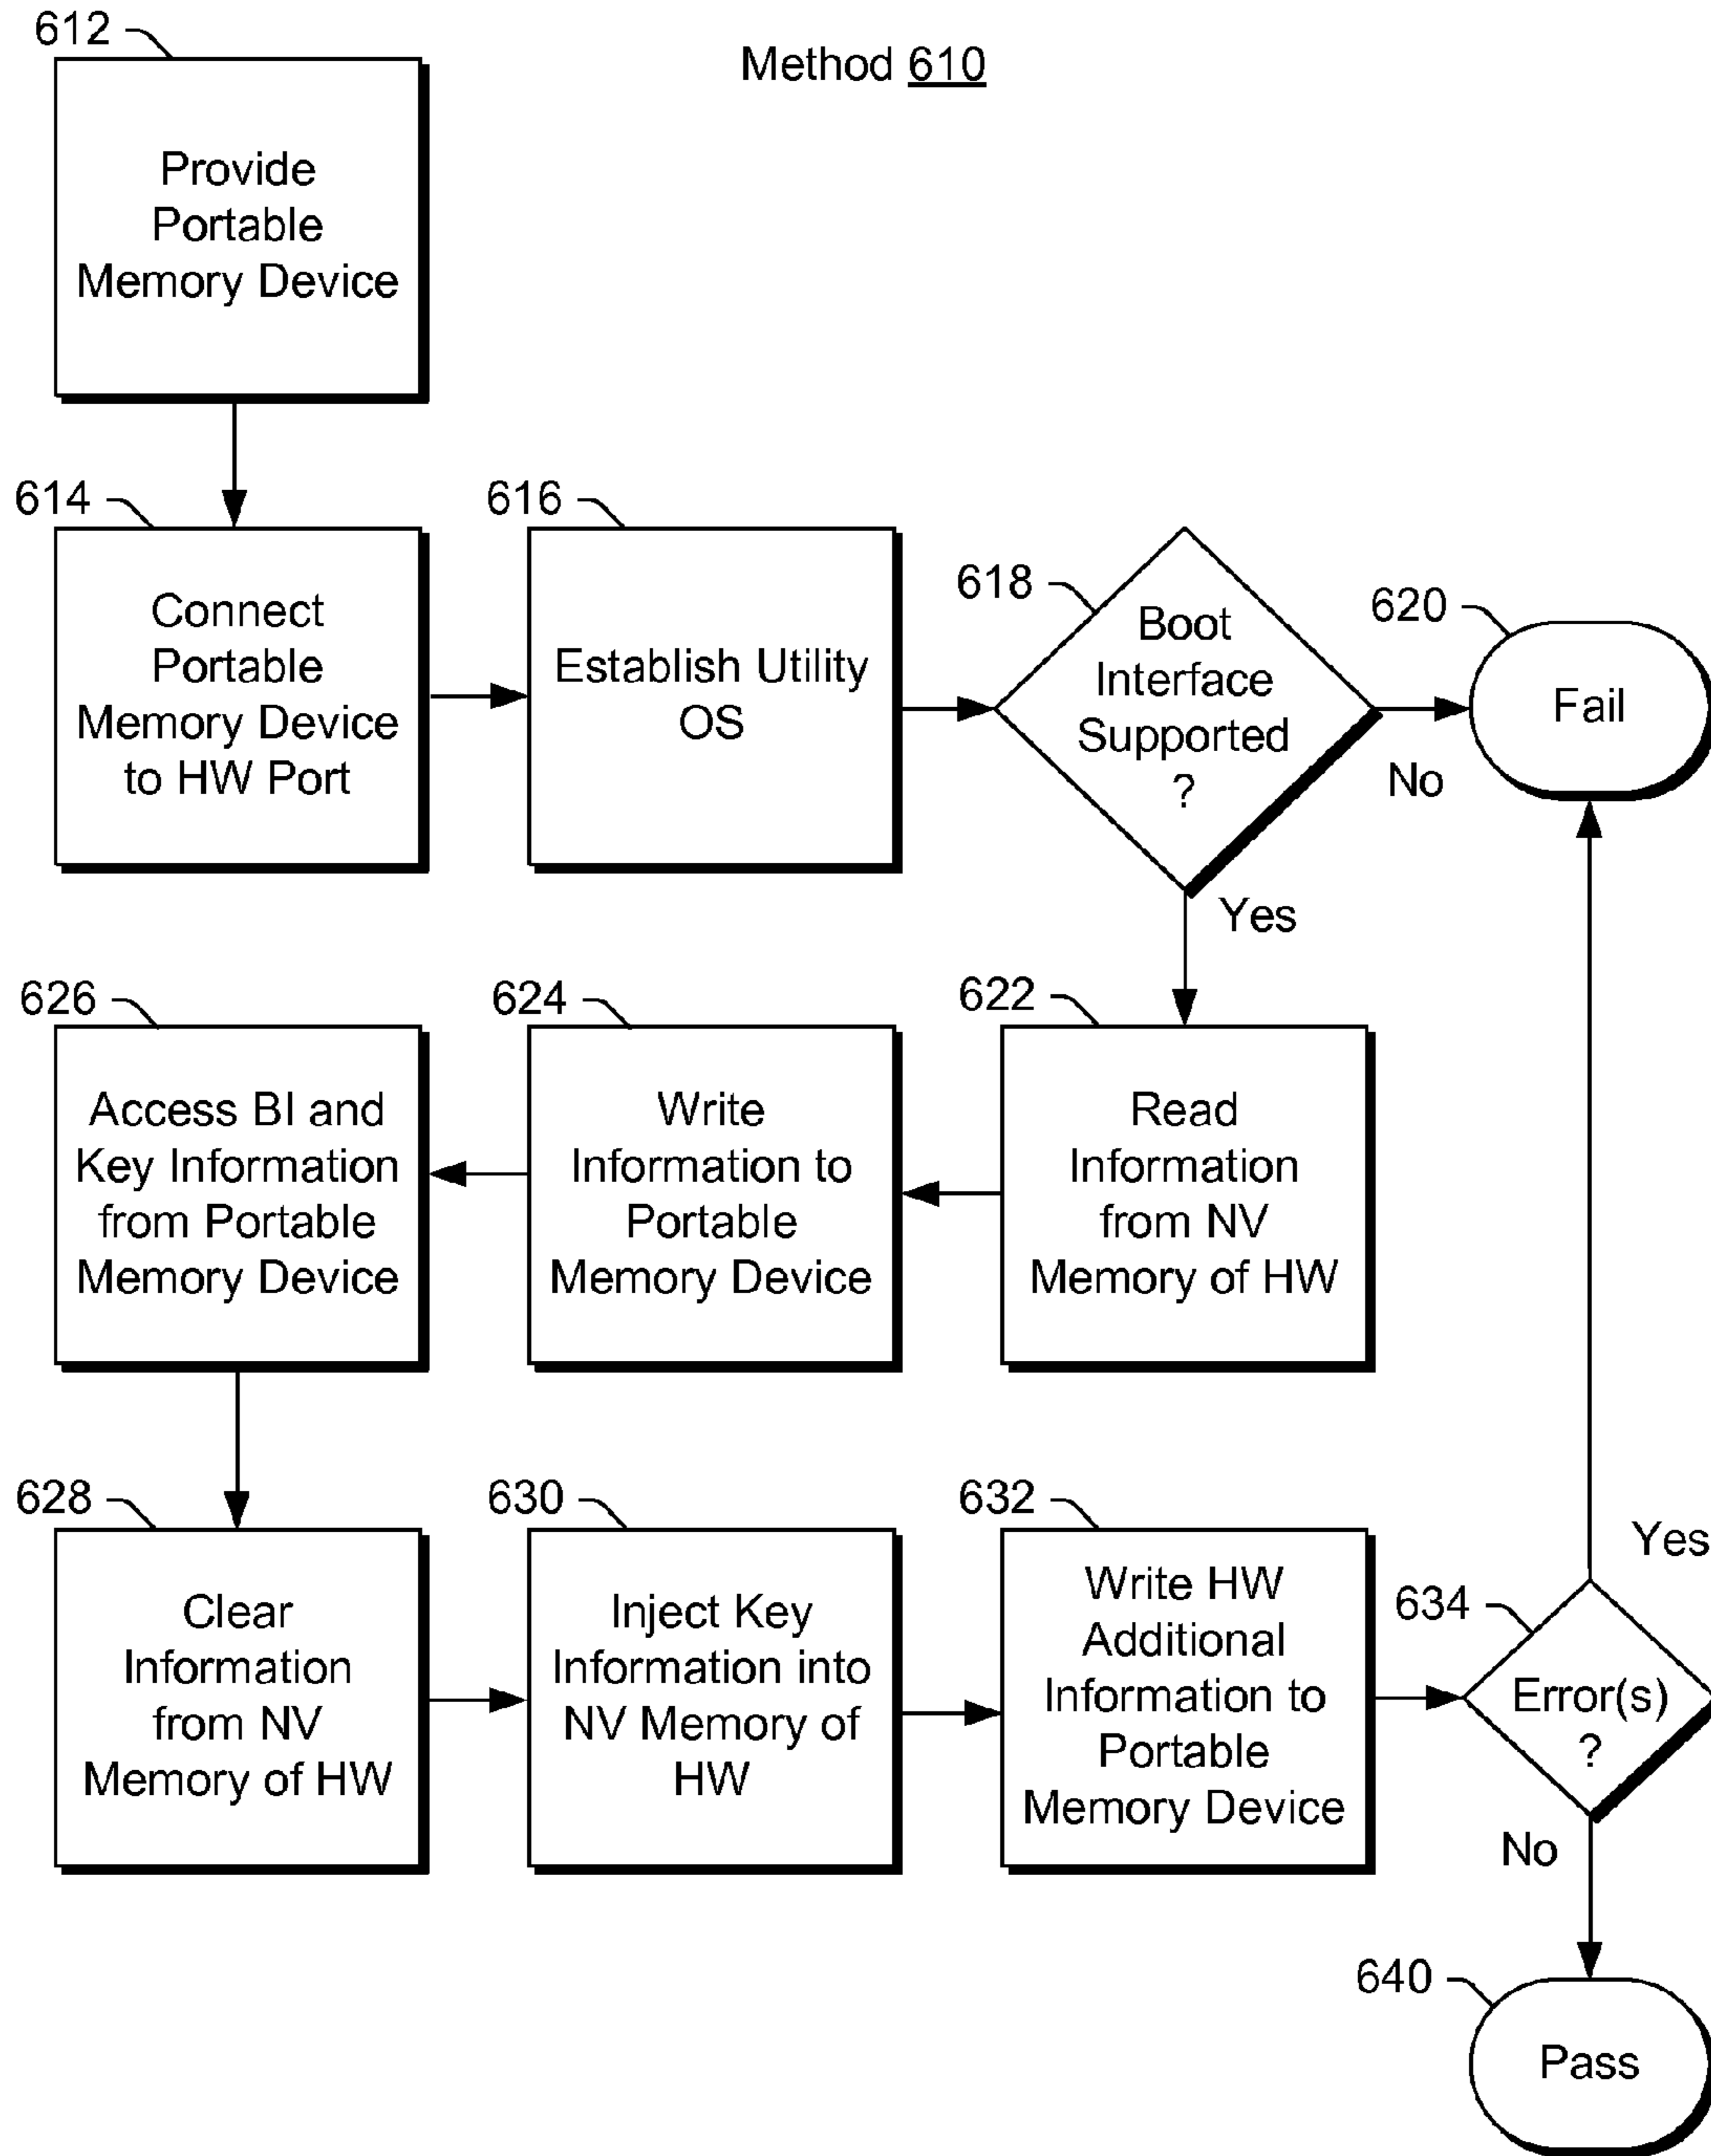 612
Method 610
Provide
Portable
Memory Device
614
Connect
Portable
Memory Device
to HW Port
616
Establish Utility
OS
618
Boot
Interface
Supported
?
No
Yes
620
Fail
622
Read
Information
from NV
Memory of HW
624
Write
Information to
Portable
Memory Device
626
Access BI and
Key Information
from Portable
Memory Device
628
Clear
Information
from NV
Memory of HW
630
Inject Key
Information into
NV Memory of
HW
632
Write HW
Additional
Information to
Portable
Memory Device
634
Error(s)
?
Yes
No
640
Pass